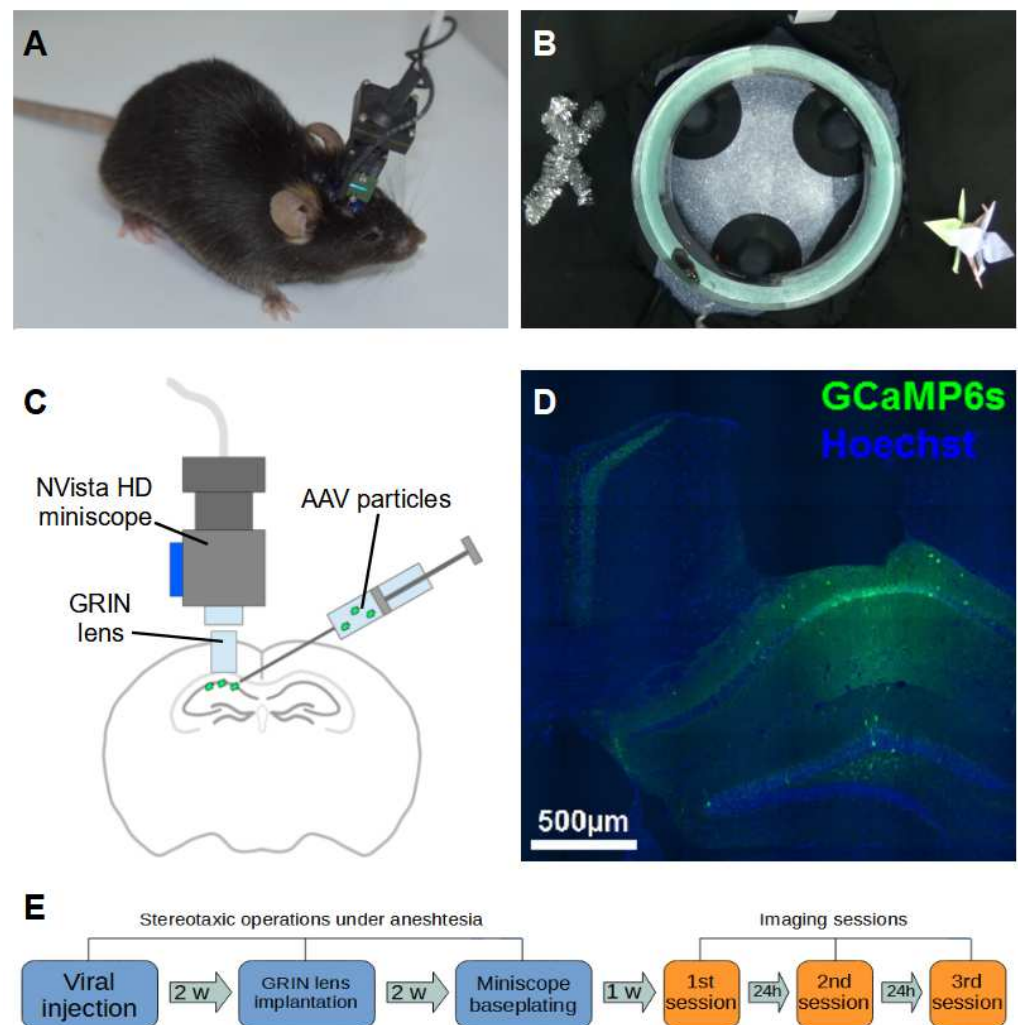 A
B
C
NVista HD
miniscope
AAV particles
GRIN
lens
D
GCaMP6s
Hoechst
500µm
E
Stereotaxic operations under aneshtesia
Imaging sessions
Viral
injection
2 w
GRIN lens
implantation
2 w
Miniscope
baseplating
1 w
1st
session
24h
2nd
session
24h
3rd
session